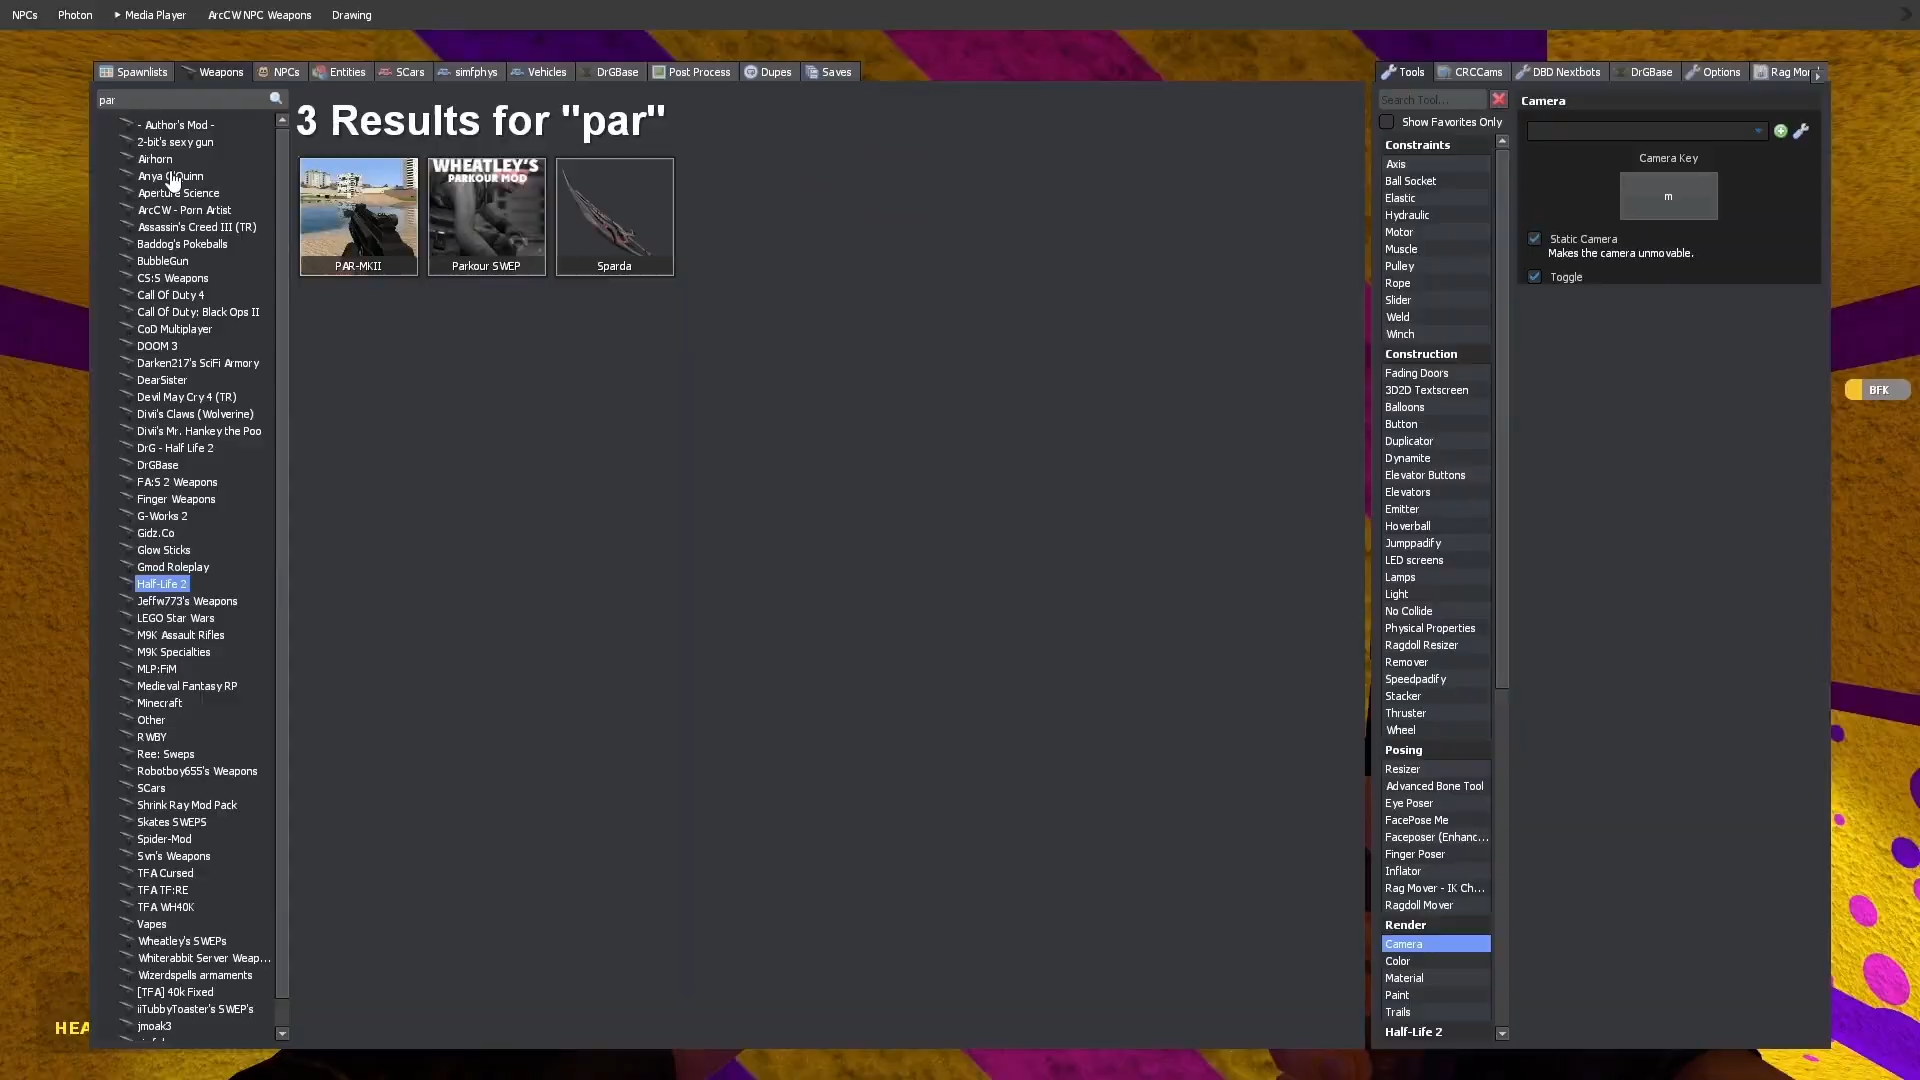 NPCs Photon Media Player ArcCW NPC Weapons Drawing
Spawnlists Weapons NPCs Entities SCars simfphys Vehicles DrGBase Post Process Dupes Saves
par
- Author's Mod -
2-bit's sexy gun
Airhorn
Anya O'Quinn
Aperture Science
ArcCW - Porn Artist
Assassin's Creed III (TR)
Baddog's Pokeballs
BubbleGun
CS:S Weapons
Call Of Duty 4
Call Of Duty: Black Ops II
CoD Multiplayer
DOOM 3
Darken217's SciFi Armory
DearSister
Devil May Cry 4 (TR)
Divii's Claws (Wolverine)
Divii's Mr. Hankey the Poo
DrG - Half Life 2
DrGBase
FA:S 2 Weapons
Finger Weapons
G-Works 2
Gidz.Co
Glow Sticks
Gmod Roleplay
Half-Life 2
Jeffw773's Weapons
LEGO Star Wars
M9K Assault Rifles
M9K Specialties
MLP:FiM
Medieval Fantasy RP
Minecraft
Other
RWBY
Ree: Sweps
Robotboy655's Weapons
SCars
Shrink Ray Mod Pack
Skates SWEPS
Spider-Mod
Svn's Weapons
TFA Cursed
TFA TF:RE
TFA WH40K
Vapes
Wheatley's SWEPs
Whiterabbit Server Weap...
Wizerdspells armaments
[TFA] 40k Fixed
iiTubbyToaster's SWEP's
jmoak3
3 Results for "par"
WHEATLEY'S
PARKOUR MOD
PAR-MKII Parkour SWEP Sparda
Tools CRCCams DBD Nextbots DrGBase Options Rag Mo
Search Tool...
Show Favorites Only
Constraints
Axis
Ball Socket
Elastic
Hydraulic
Motor
Muscle
Pulley
Rope
Slider
Weld
Winch
Construction
Fading Doors
3D2D Textscreen
Balloons
Button
Duplicator
Dynamite
Elevator Buttons
Elevators
Emitter
Hoverball
Jumppadify
LED screens
Lamps
Light
No Collide
Physical Properties
Ragdoll Resizer
Remover
Speedpadify
Stacker
Thruster
Wheel
Posing
Resizer
Advanced Bone Tool
Eye Poser
FacePose Me
Faceposer (Enhanc...
Finger Poser
Inflator
Rag Mover - IK Ch...
Ragdoll Mover
Render
Camera
Color
Material
Paint
Trails
Half-Life 2
Camera
Camera Key
m
Static Camera
Makes the camera unmovable.
Toggle
BFK
HEA